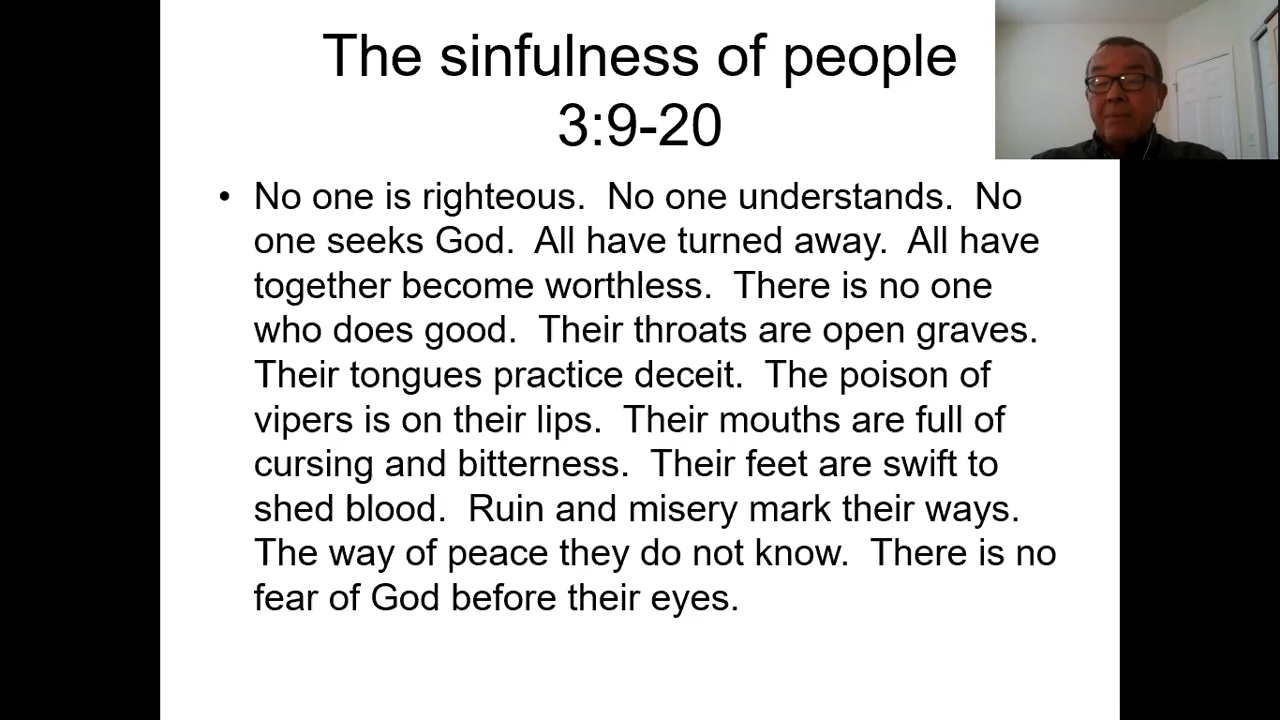 The sinfulness of people
3:9-20
• No one is righteous.  No one understands.  No
one seeks God.  All have turned away.  All have
together become worthless.  There is no one
who does good.  Their throats are open graves.
Their tongues practice deceit.  The poison of
vipers is on their lips.  Their mouths are full of
cursing and bitterness.  Their feet are swift to
shed blood.  Ruin and misery mark their ways.
The way of peace they do not know.  There is no
fear of God before their eyes.